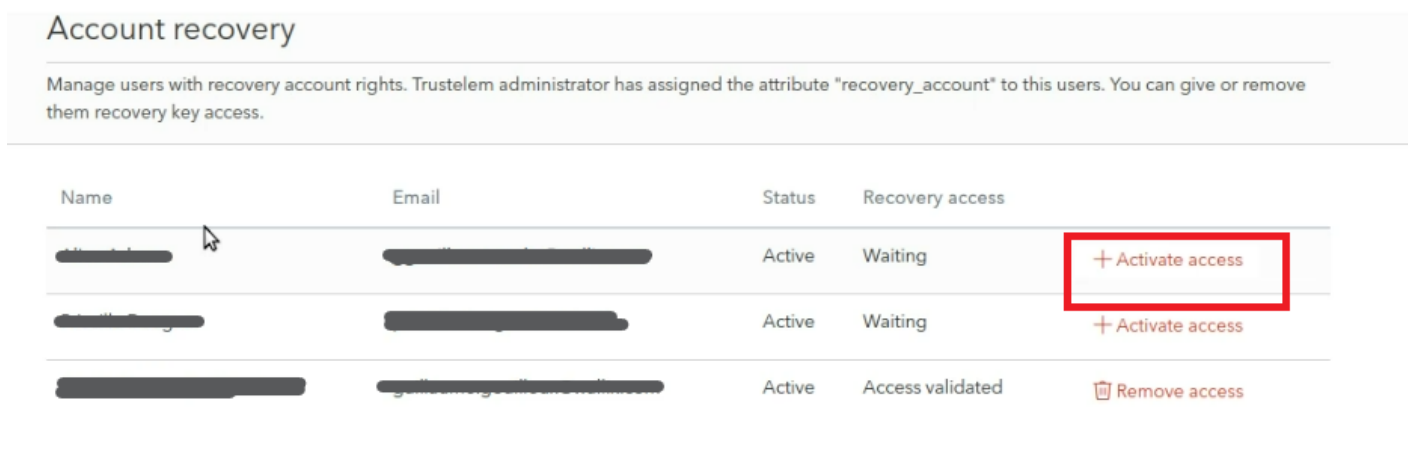 Account recovery
Manage users with recovery account rights. Trustelem administrator has assigned the attribute "recovery_account" to this users. You can give or remove
them recovery key access.
Name Email Status Recovery access
Active Waiting + Activate access
Active Waiting + Activate access
Active Access validated Remove access